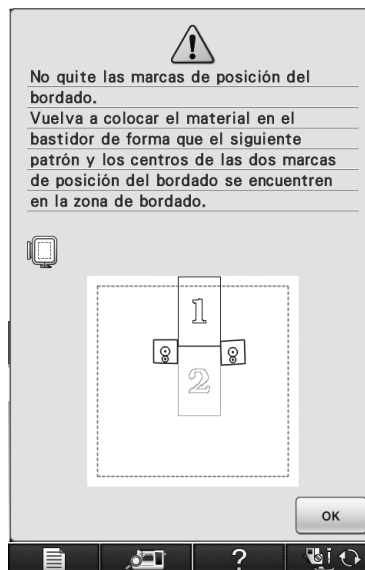 No quite las marcas de posición del
bordado.
Vuelva a colocar el material en el
bastidor de forma que el siguiente
patrón y los centros de las dos marcas
de posición del bordado se encuentren
en la zona de bordado.
1
2
OK
?